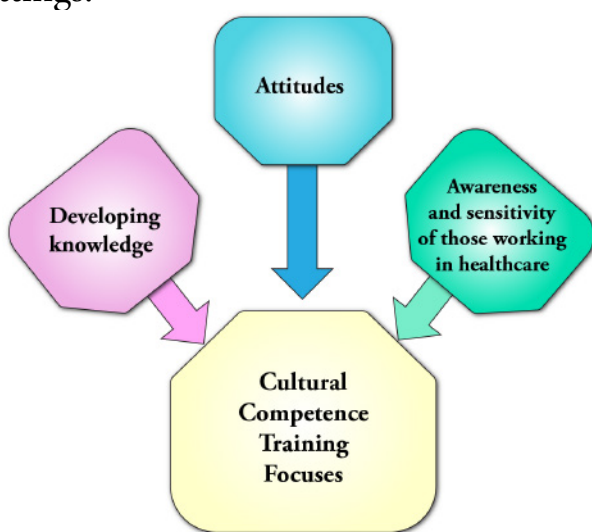 Attitudes
Developing
knowledge
Awareness
and sensitivity
of those working
in healthcare
Cultural
Competence
Training
Focuses